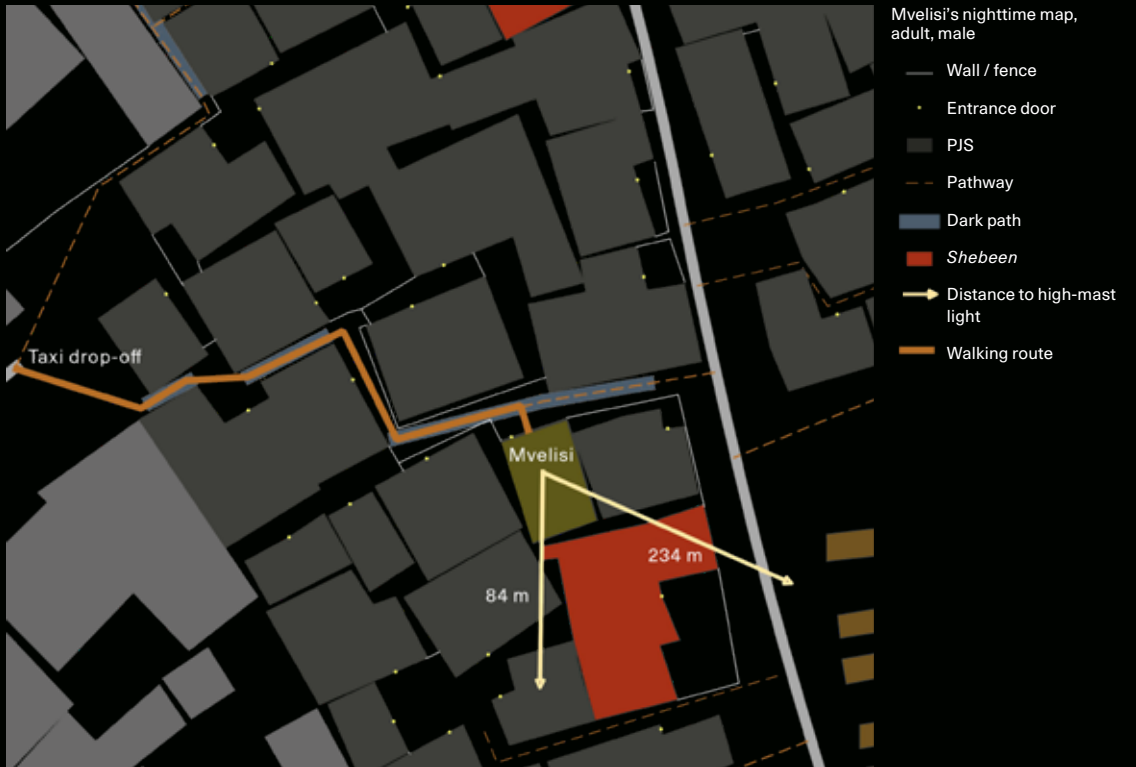 Mvelisi’s nighttime map,
adult, male
Wall / fence
Entrance door
PJS
Pathway
Dark path
Shebeen
Distance to high-mast
light
Walking route
Taxi drop-off
Mvelisi
234 m
84 m